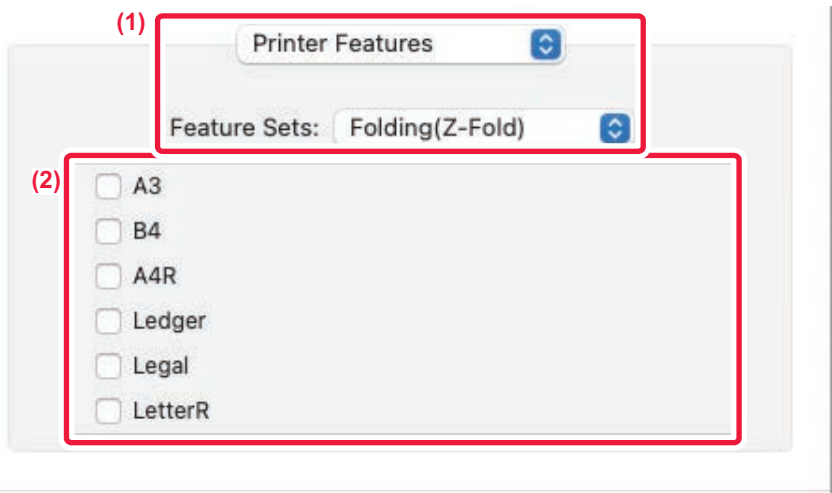 (1)
Printer Features
Feature Sets: Folding(Z-Fold)
(2)
A3
B4
A4R
Ledger
Legal
LetterR